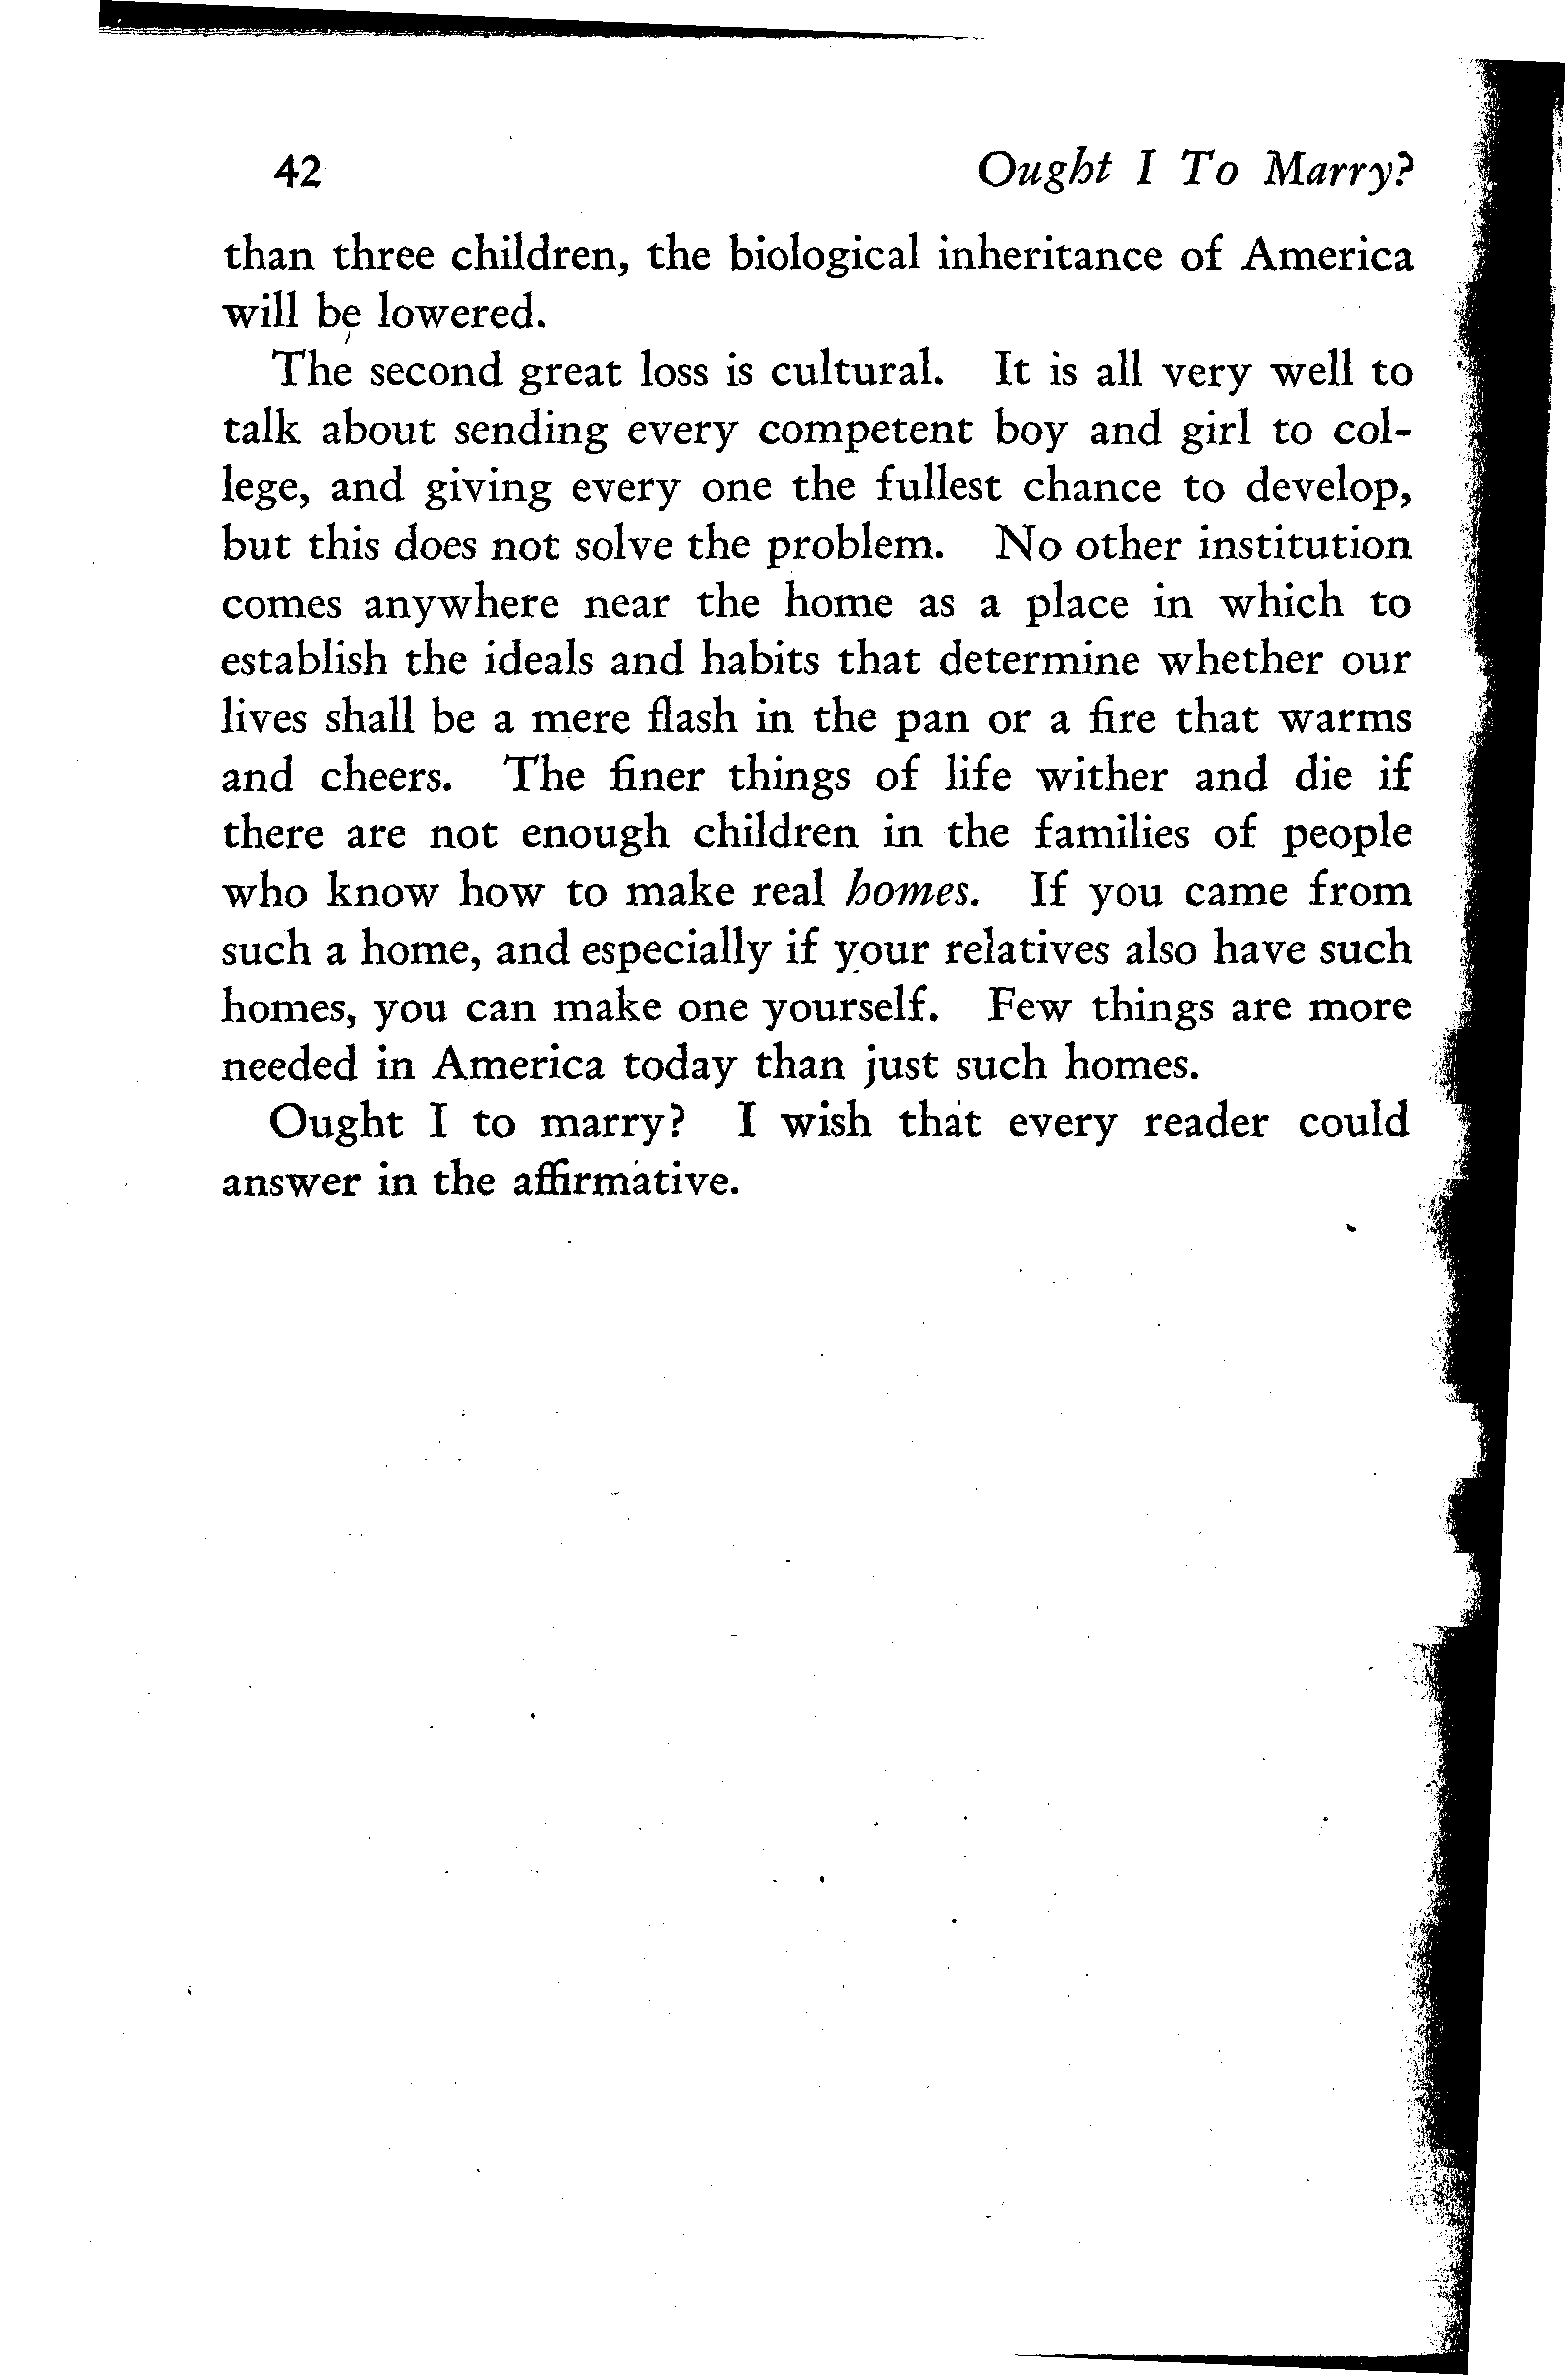 42 Ought I To Marry?
than three children, the biological inheritance of America
will be lowered.
The second great loss is cultural. It is all very well to
talk about sending every competent boy and girl to col-
lege, and giving every one the fullest chance to develop,
but this does not solve the problem. No other institution
comes anywhere near the home as a place in which to
establish the ideals and habits that determine whether our
lives shall be a mere flash in the pan or a fire that warms
and cheers. The finer things of life wither and die if
there are not enough children in the families of people
who know how to make real homes. If you came from
such a home, and especially if your relatives also have such
homes, you can make one yourself. Few things are more
needed in America today than just such homes.
Ought I to marry? I wish that every reader could
answer in the affirmative.